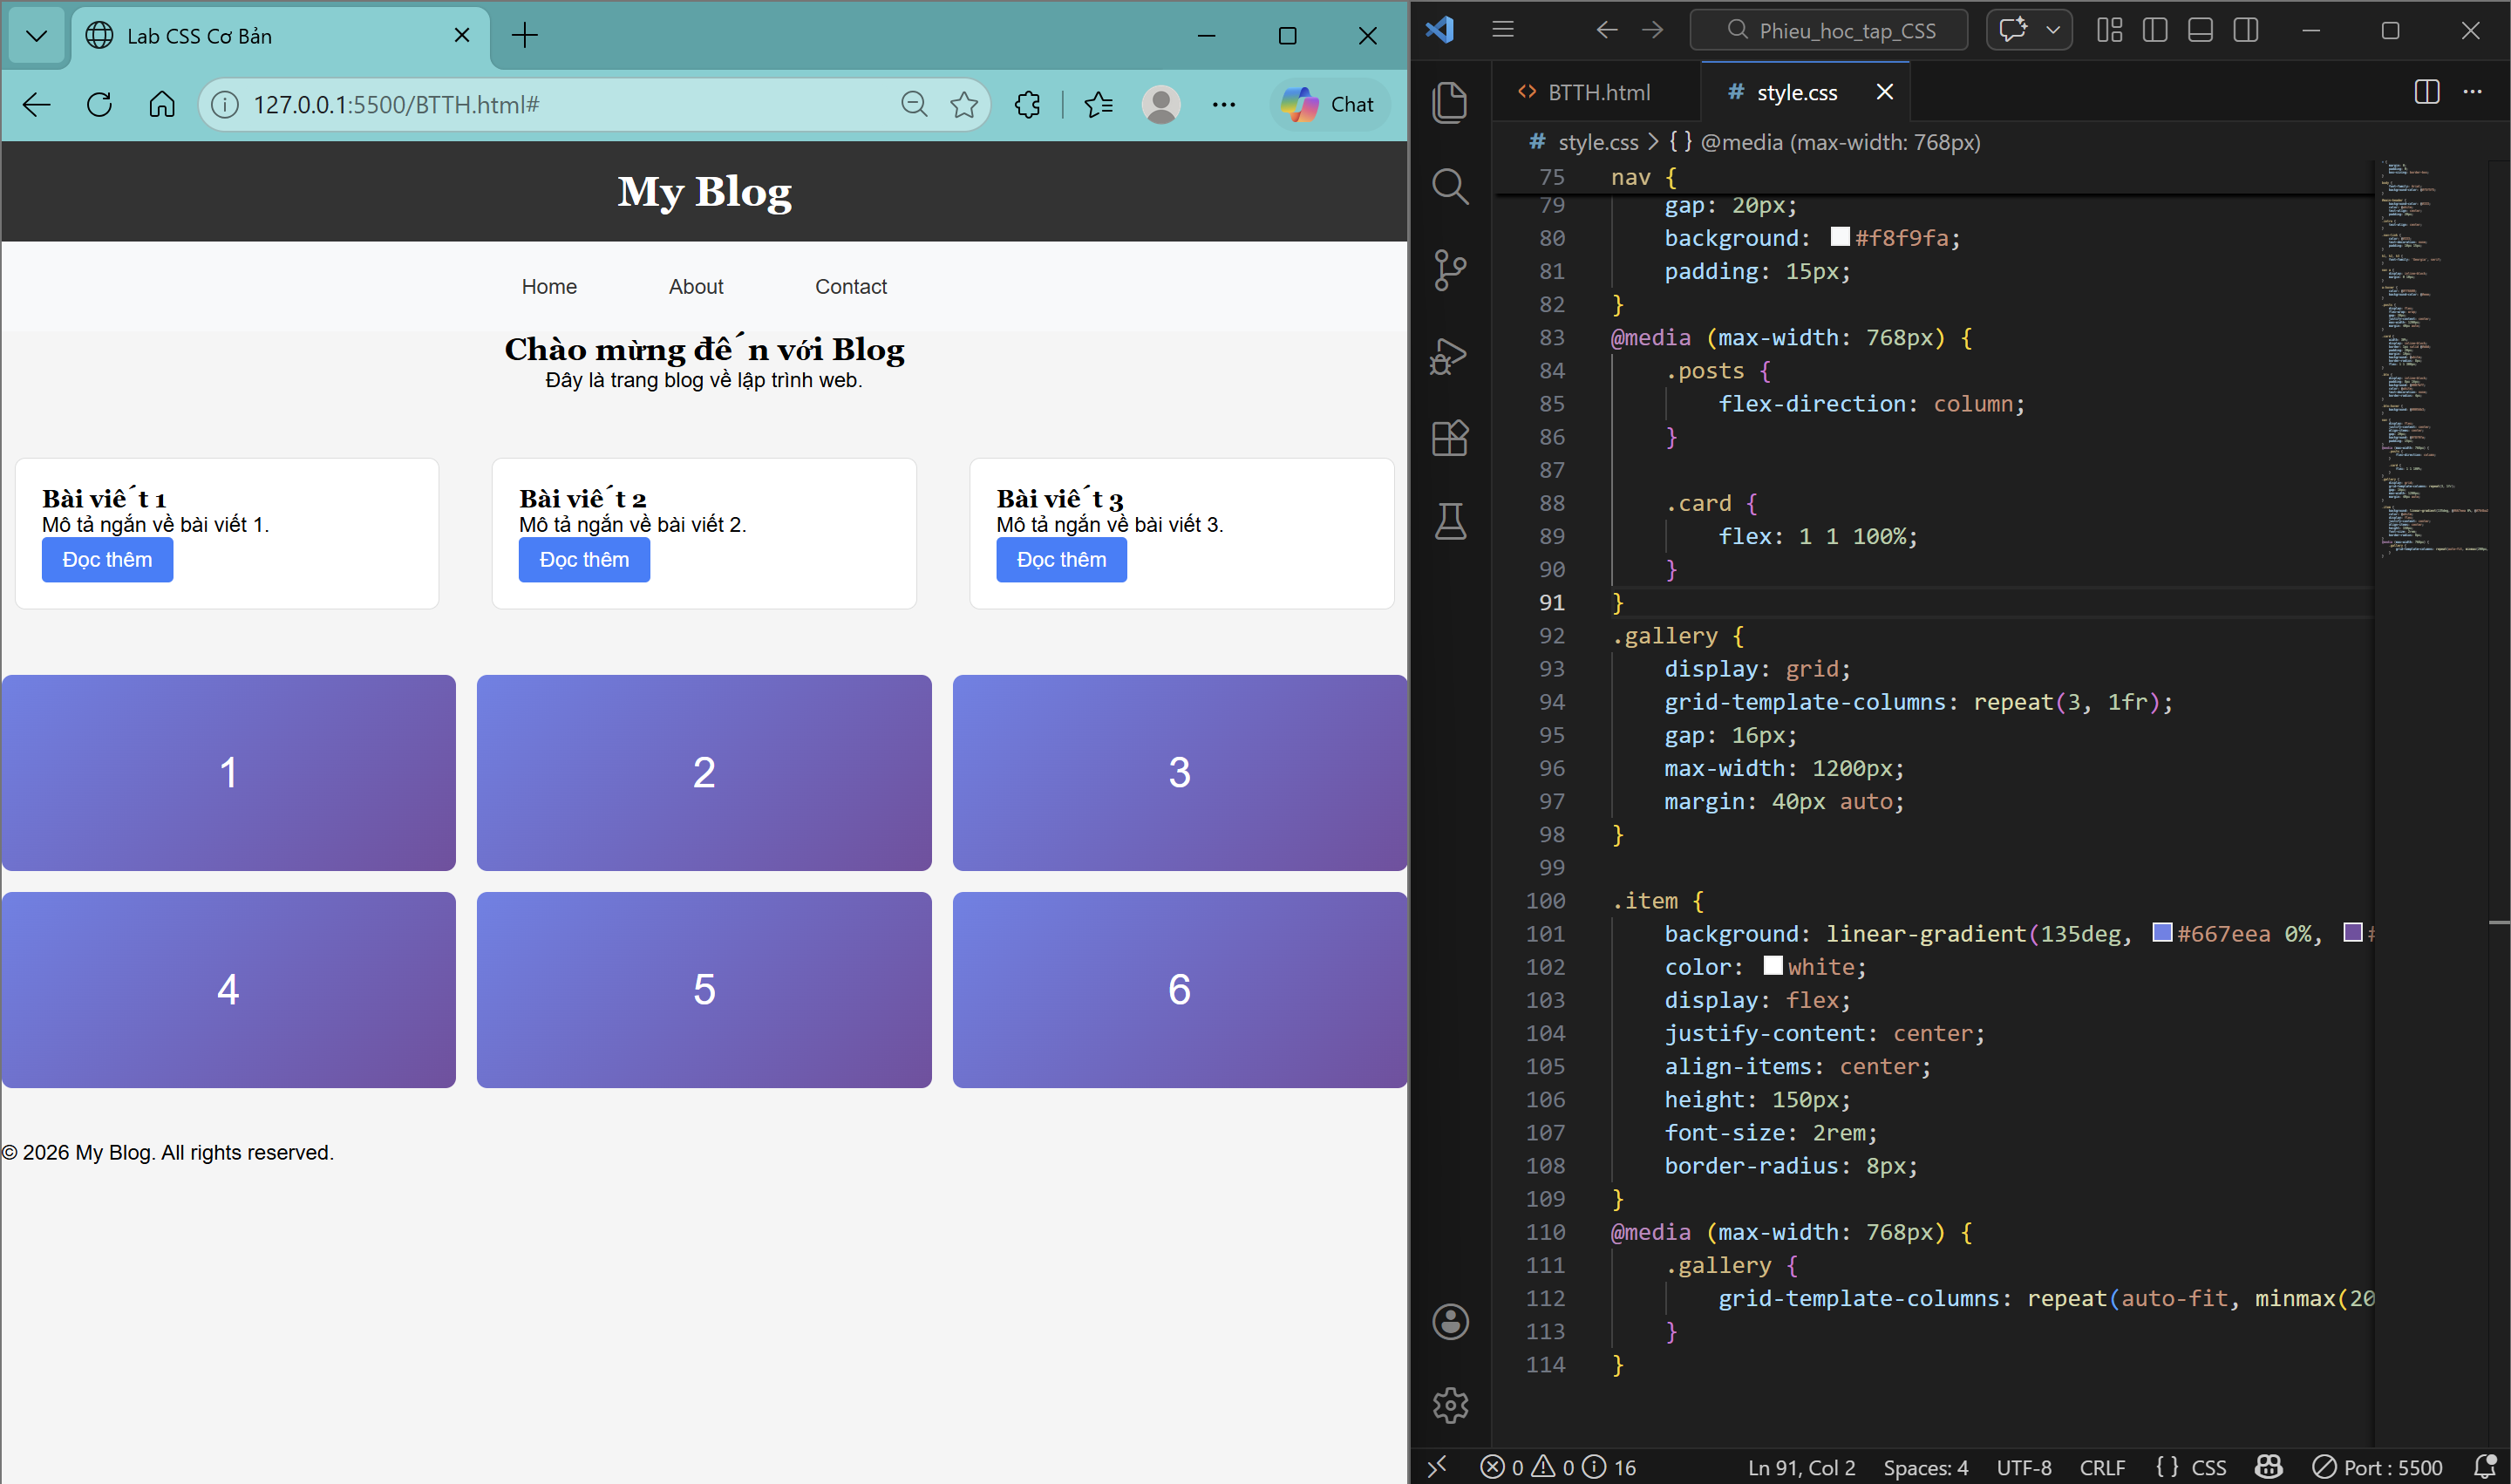 Lab CSS Cơ Bản
127.0.0.1:5500/BTTH.html#
Chat
My Blog
Home
About
Contact
Chào mừng đến với Blog
Đây là trang blog về lập trình web.
Bài viết 1
Mô tả ngắn về bài viết 1.
Đọc thêm
Bài viết 2
Mô tả ngắn về bài viết 2.
Đọc thêm
Bài viết 3
Mô tả ngắn về bài viết 3.
Đọc thêm
1
2
3
4
5
6
© 2026 My Blog. All rights reserved.
Phieu_hoc_tap_CSS
BTTH.html
# style.css
# style.css > { } @media (max-width: 768px)
75 nav {
79 gap: 20px;
80 background: #f8f9fa;
81 padding: 15px;
82 }
83 @media (max-width: 768px) {
84 .posts {
85 flex-direction: column;
86 }
87
88 .card {
89 flex: 1 1 100%;
90 }
91 }
92 .gallery {
93 display: grid;
94 grid-template-columns: repeat(3, 1fr);
95 gap: 16px;
96 max-width: 1200px;
97 margin: 40px auto;
98 }
99
100 .item {
101 background: linear-gradient(135deg, #667eea 0%, #
102 color: white;
103 display: flex;
104 justify-content: center;
105 align-items: center;
106 height: 150px;
107 font-size: 2rem;
108 border-radius: 8px;
109 }
110 @media (max-width: 768px) {
111 .gallery {
112 grid-template-columns: repeat(auto-fit, minmax(20
113 }
114 }
0 0 16
Ln 91, Col 2
Spaces: 4
UTF-8
CRLF
{ } CSS
Port : 5500